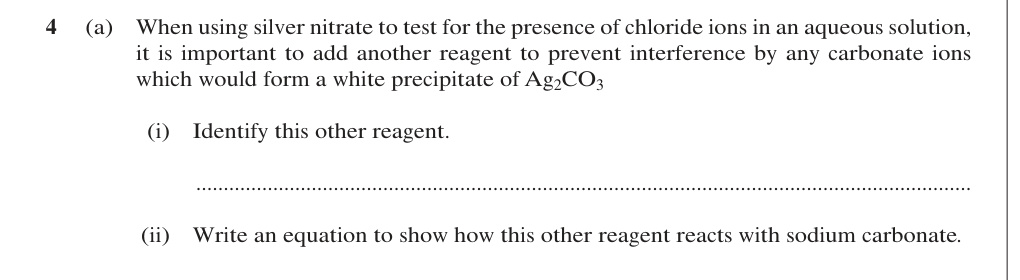 4 (a) When using silver nitrate to test for the presence of chloride ions in an aqueous solution,
it is important to add another reagent to prevent interference by any carbonate ions
which would form a white precipitate of Ag₂CO₃
(i) Identify this other reagent.
................................................................................................................................................
(ii) Write an equation to show how this other reagent reacts with sodium carbonate.